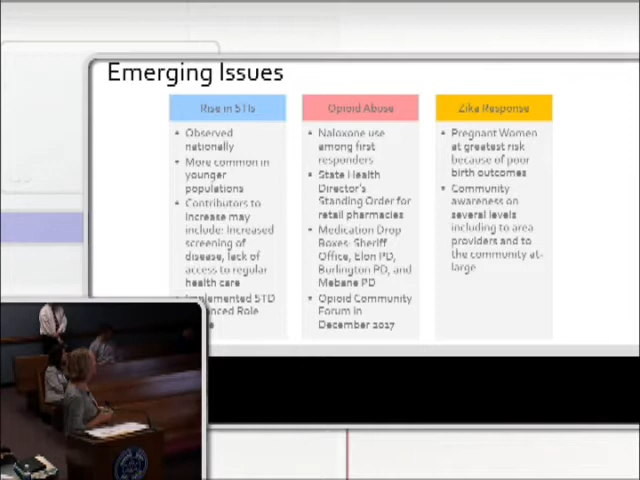 Emerging Issues
Rise in STIs
Observed
nationally
More common in
younger
populations
Contributors to
increase may
include: Increased
screening of
disease, lack of
access to regular
health care
Implemented STD
Role
Opioid Abuse
Naloxone use
among first
responders
State Health
Director's
Standing Order for
retail pharmacies
Medication Drop
Boxes: Sheriff
Office, Elon PD,
Burlington PD, and
Mebane PD
Opioid Community
Forum in
December 2017
Zika Response
Pregnant Women
at greatest risk
because of poor
birth outcomes
Community
awareness on
several levels
including to area
providers and to
the community at-
large